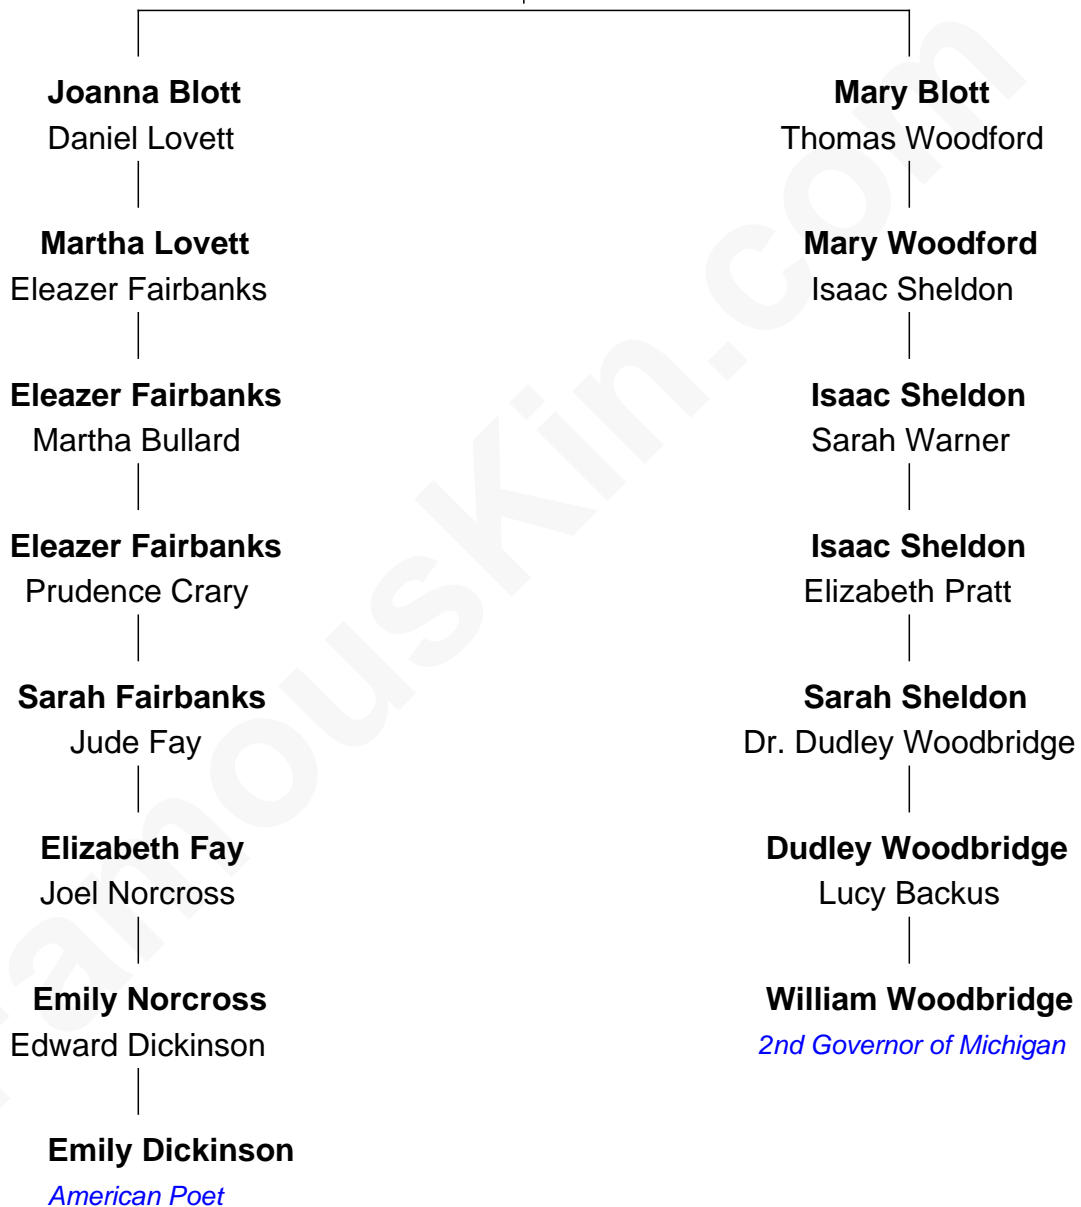 Joanna Blott
Daniel Lovett
Martha Lovett
Eleazer Fairbanks
Eleazer Fairbanks
Martha Bullard
Eleazer Fairbanks
Prudence Crary
Sarah Fairbanks
Jude Fay
Elizabeth Fay
Joel Norcross
Emily Norcross
Edward Dickinson
Emily Dickinson
American Poet
Mary Blott
Thomas Woodford
Mary Woodford
Isaac Sheldon
Isaac Sheldon
Sarah Warner
Isaac Sheldon
Elizabeth Pratt
Sarah Sheldon
Dr. Dudley Woodbridge
Dudley Woodbridge
Lucy Backus
William Woodbridge
2nd Governor of Michigan
FamousKin.com